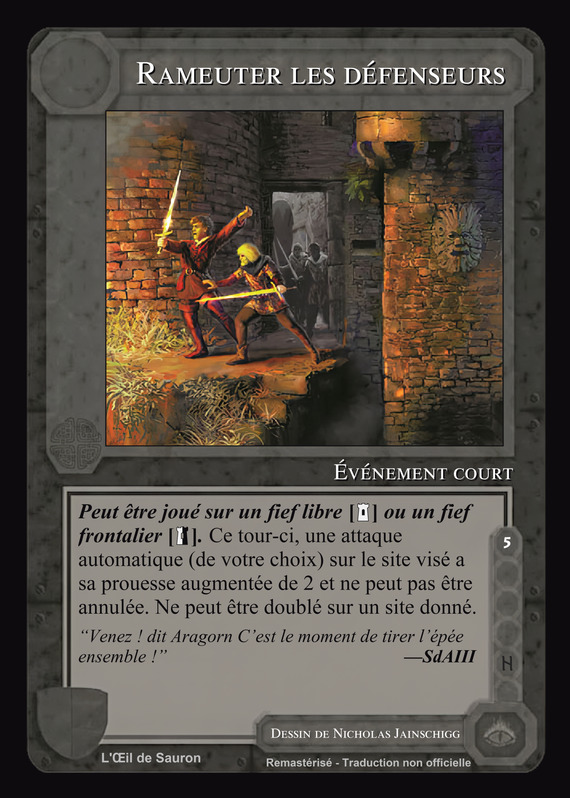 Rameuter les défenseurs
Événement court
Peut être joué sur un fief libre [ ] ou un fief
frontalier [ ]. Ce tour-ci, une attaque
automatique (de votre choix) sur le site visé a
sa prouesse augmentée de 2 et ne peut pas être
annulée. Ne peut être doublé sur un site donné.
5
“Venez ! dit Aragorn C’est le moment de tirer l’épée
ensemble !” —SdAIII
Dessin de Nicholas Jainschigg
L'Œil de Sauron
Remastérisé - Traduction non officielle